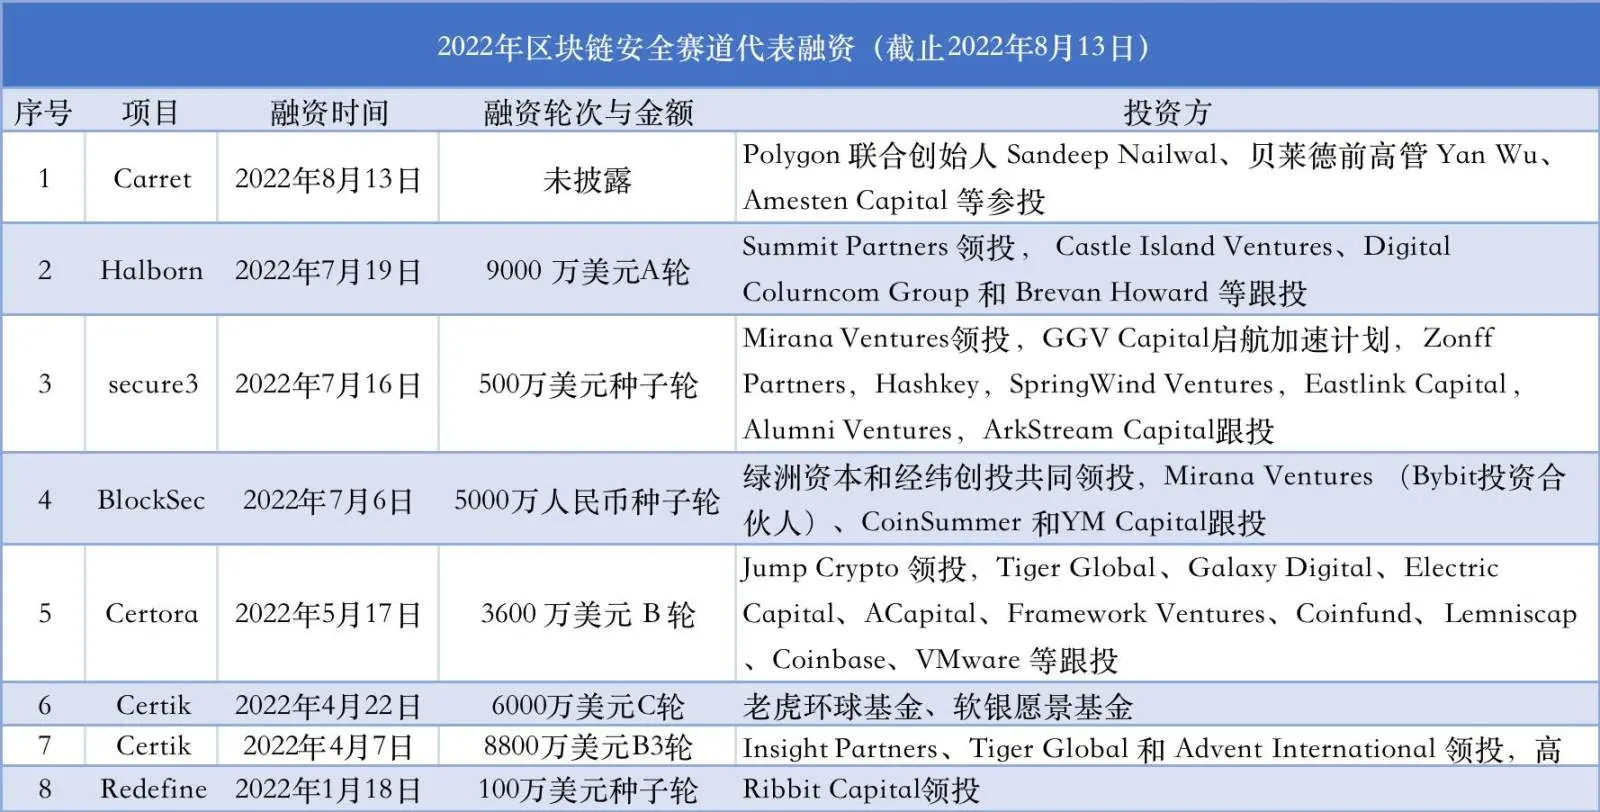 2022年区块链安全赛道代表融资（截止2022年8月13日）
序号 项目 融资时间 融资轮次与金额 投资方
1 Carret 2022年8月13日 未披露 Polygon 联合创始人 Sandeep Nailwal、贝莱德前高管 Yan Wu、
Amesten Capital 等参投
2 Halborn 2022年7月19日 9000 万美元A轮 Summit Partners 领投， Castle Island Ventures、Digital
Colurncom Group 和 Brevan Howard 等跟投
3 secure3 2022年7月16日 500万美元种子轮 Mirana Ventures领投，GGV Capital启航加速计划，Zonff
Partners，Hashkey，SpringWind Ventures，Eastlink Capital，
Alumni Ventures，ArkStream Capital跟投
4 BlockSec 2022年7月6日 5000万人民币种子轮 绿洲资本和经纬创投共同领投，Mirana Ventures （Bybit投资合
伙人）、CoinSummer 和YM Capital跟投
5 Certora 2022年5月17日 3600 万美元 B 轮 Jump Crypto 领投，Tiger Global、Galaxy Digital、Electric
Capital、ACapital、Framework Ventures、Coinfund、Lemniscap
、Coinbase、VMware 等跟投
6 Certik 2022年4月22日 6000万美元C轮 老虎环球基金、软银愿景基金
7 Certik 2022年4月7日 8800万美元B3轮 Insight Partners、Tiger Global 和 Advent International 领投，高
8 Redefine 2022年1月18日 100万美元种子轮 Ribbit Capital领投